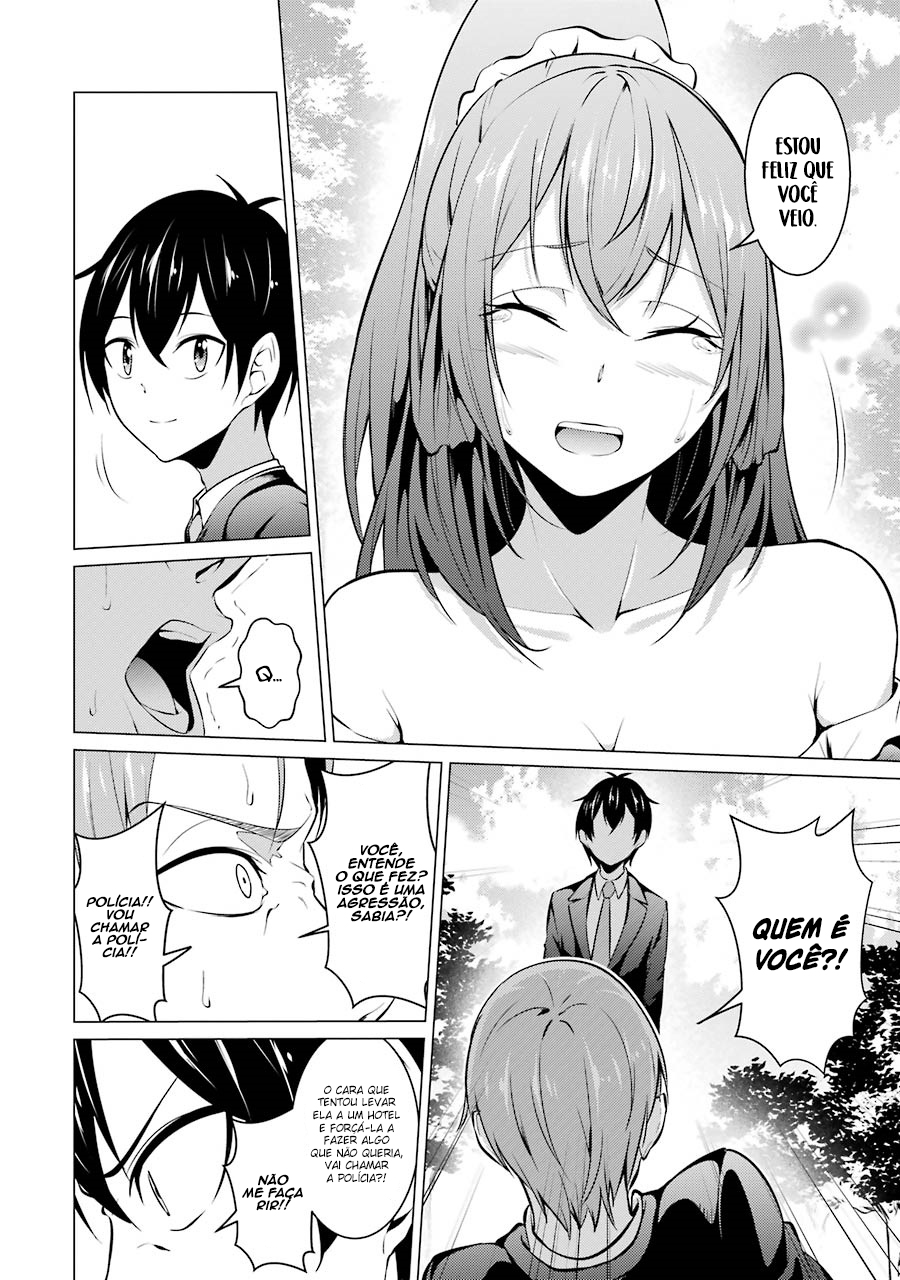 ESTOU
FELIZ QUE
VOCÊ
VEIO.
Q...
QUEM É
VOCÊ?!
VOCÊ,
ENTENDE
O QUE FEZ?
ISSO É UMA
AGRESSÃO,
SABIA?!
POLÍCIA!!
VOU
CHAMAR
A POLÍ-
CIA!!
O CARA QUE
TENTOU LEVAR
ELA A UM HOTEL
E FORÇÁ-LA A
FAZER ALGO
QUE NÃO QUERIA,
VAI CHAMAR
A POLÍCIA?!
NÃO
ME FAÇA
RIR!!